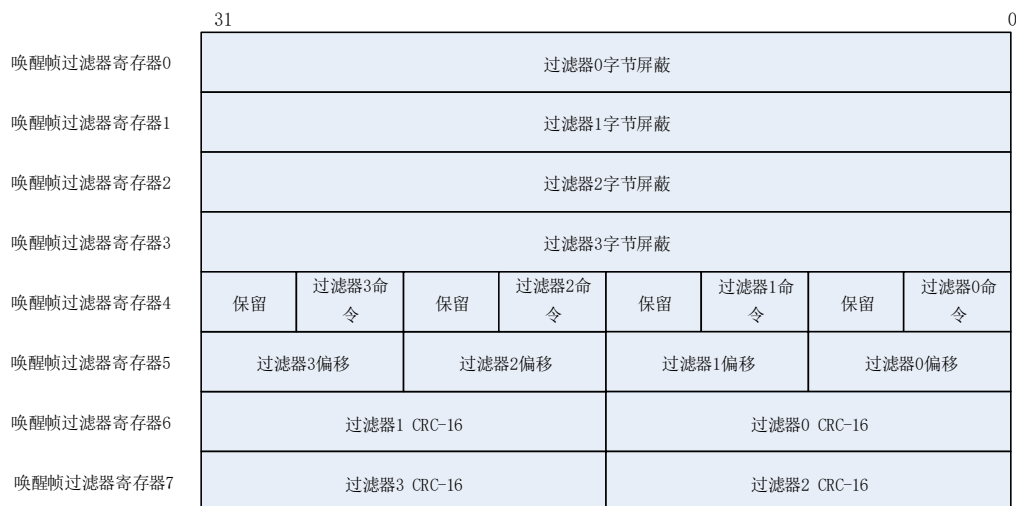 31 0
唤醒帧过滤器寄存器0 过滤器0字节屏蔽
唤醒帧过滤器寄存器1 过滤器1字节屏蔽
唤醒帧过滤器寄存器2 过滤器2字节屏蔽
唤醒帧过滤器寄存器3 过滤器3字节屏蔽
唤醒帧过滤器寄存器4 保留 过滤器3命令 保留 过滤器2命令 保留 过滤器1命令 保留 过滤器0命令
唤醒帧过滤器寄存器5 过滤器3偏移 过滤器2偏移 过滤器1偏移 过滤器0偏移
唤醒帧过滤器寄存器6 过滤器1 CRC-16 过滤器0 CRC-16
唤醒帧过滤器寄存器7 过滤器3 CRC-16 过滤器2 CRC-16